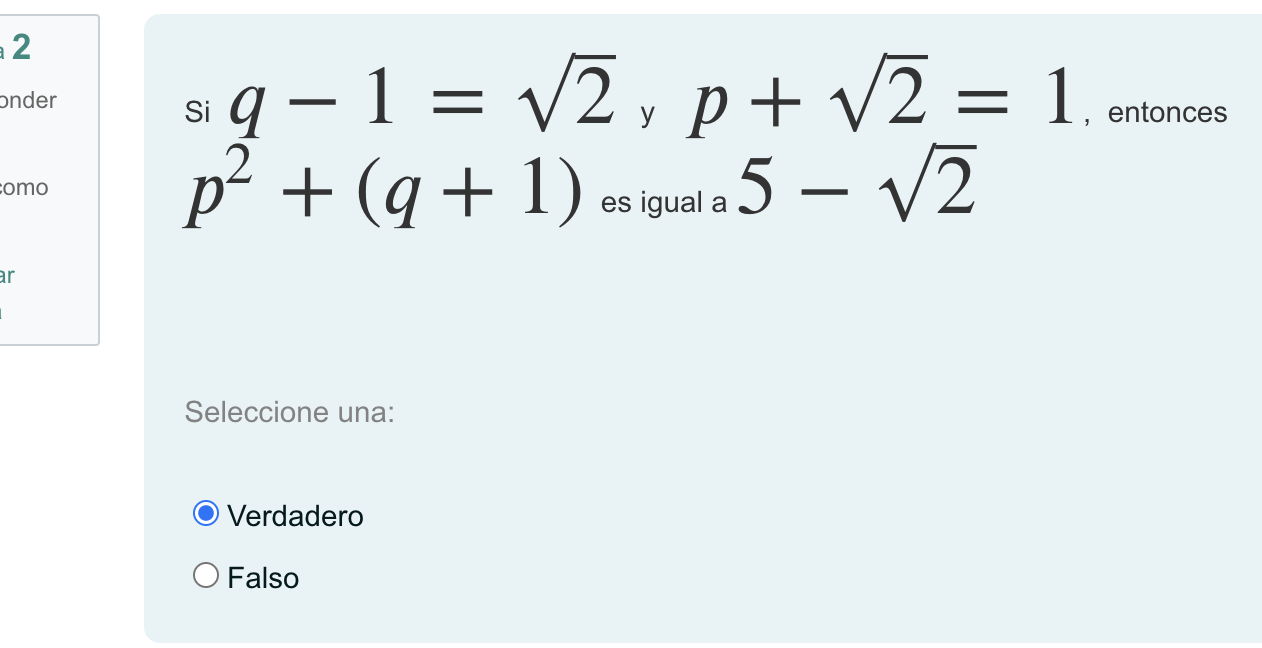 a 2
onder
como
ar
a
Si q − 1 = √2 y p + √2 = 1, entonces
p² + (q + 1) es igual a 5 − √2
Seleccione una:
Verdadero
Falso